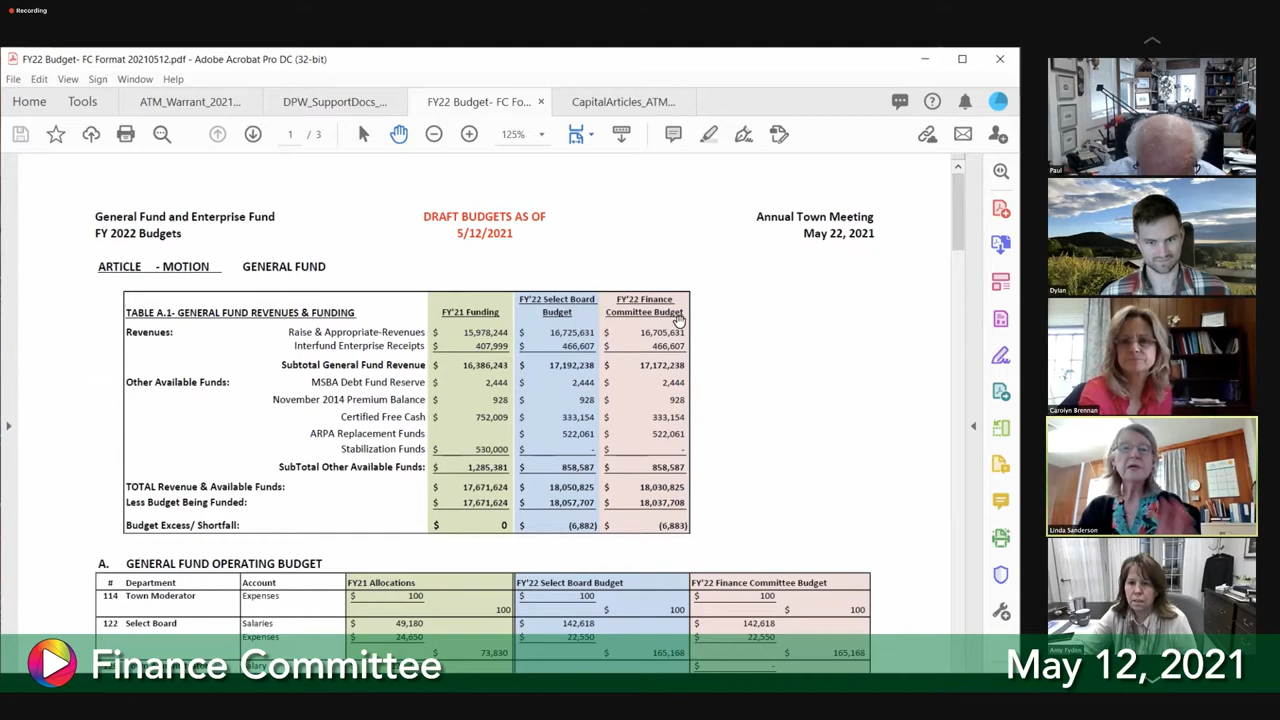 Recording
FY22 Budget- FC Format 20210512.pdf - Adobe Acrobat Pro DC (32-bit)
File Edit View Sign Window Help
Home Tools ATM_Warrant_2021... DPW_SupportDocs_... FY22 Budget- FC Fo... × CapitalArticles_ATM...
1 / 3 125%
General Fund and Enterprise Fund DRAFT BUDGETS AS OF Annual Town Meeting
FY 2022 Budgets 5/12/2021 May 22, 2021
ARTICLE - MOTION GENERAL FUND
FY'22 Select Board FY'22 Finance
TABLE A.1- GENERAL FUND REVENUES & FUNDING FY'21 Funding Budget Committee Budget
Revenues: Raise & Appropriate-Revenues $ 15,978,244 $ 16,725,631 $ 16,705,631
Interfund Enterprise Receipts $ 407,999 $ 466,607 $ 466,607
Subtotal General Fund Revenue $ 16,386,243 $ 17,192,238 $ 17,172,238
Other Available Funds: MSBA Debt Fund Reserve $ 2,444 $ 2,444 $ 2,444
November 2014 Premium Balance $ 928 $ 928 $ 928
Certified Free Cash $ 752,009 $ 333,154 $ 333,154
ARPA Replacement Funds $ 522,061 $ 522,061
Stabilization Funds $ 530,000 $ - $ -
SubTotal Other Available Funds: $ 1,285,381 $ 858,587 $ 858,587
TOTAL Revenue & Available Funds: $ 17,671,624 $ 18,050,825 $ 18,030,825
Less Budget Being Funded: $ 17,671,624 $ 18,057,707 $ 18,037,708
Budget Excess/ Shortfall: $ 0 $ (6,882) $ (6,883)
A. GENERAL FUND OPERATING BUDGET
# Department Account FY21 Allocations FY'22 Select Board Budget FY'22 Finance Committee Budget
114 Town Moderator Expenses $ 100 $ 100 $ 100
100 $ 100 $ 100
122 Select Board Salaries $ 49,180 $ 142,618 $ 142,618
Expenses $ 24,650 $ 22,550 $ 22,550
$ 73,830 $ 165,168 $ 165,168
Salary $ -
Paul
Dylan
Carolyn Brennan
Linda Sanderson
Amy Fyden
Finance Committee May 12, 2021